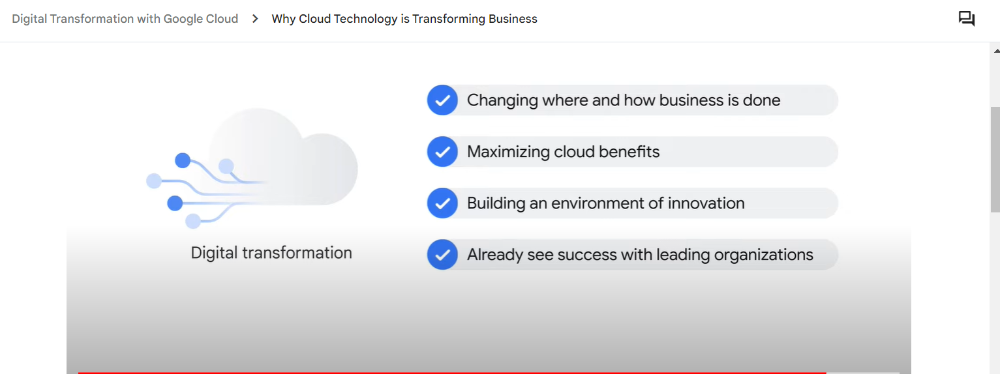 Digital Transformation with Google Cloud > Why Cloud Technology is Transforming Business
Changing where and how business is done
Maximizing cloud benefits
Building an environment of innovation
Already see success with leading organizations
Digital transformation